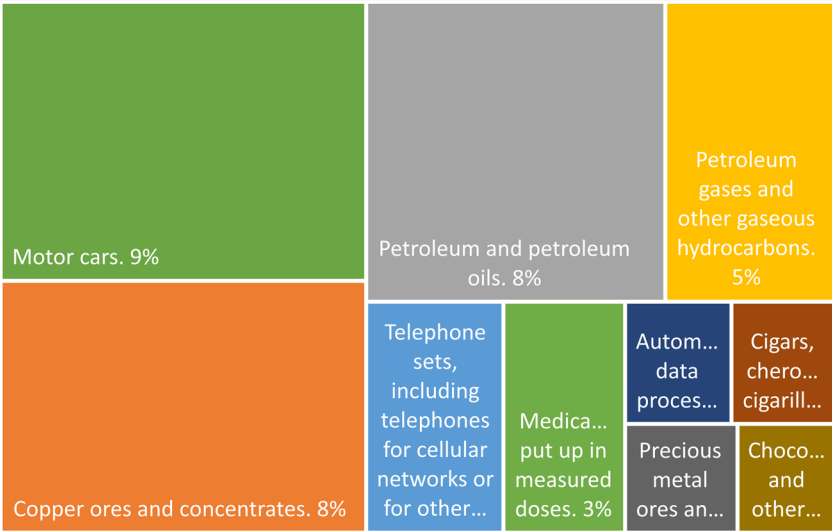 Motor cars. 9%
Copper ores and concentrates. 8%
Petroleum and petroleum
oils. 8%
Petroleum
gases and
other gaseous
hydrocarbons.
5%
Telephone
sets,
including
telephones
for cellular
networks or
for other...
Medica...
put up in
measured
doses. 3%
Autom...
data
proces...
Cigars,
chero...
cigarill...
Precious
metal
ores an...
Choco...
and
other...